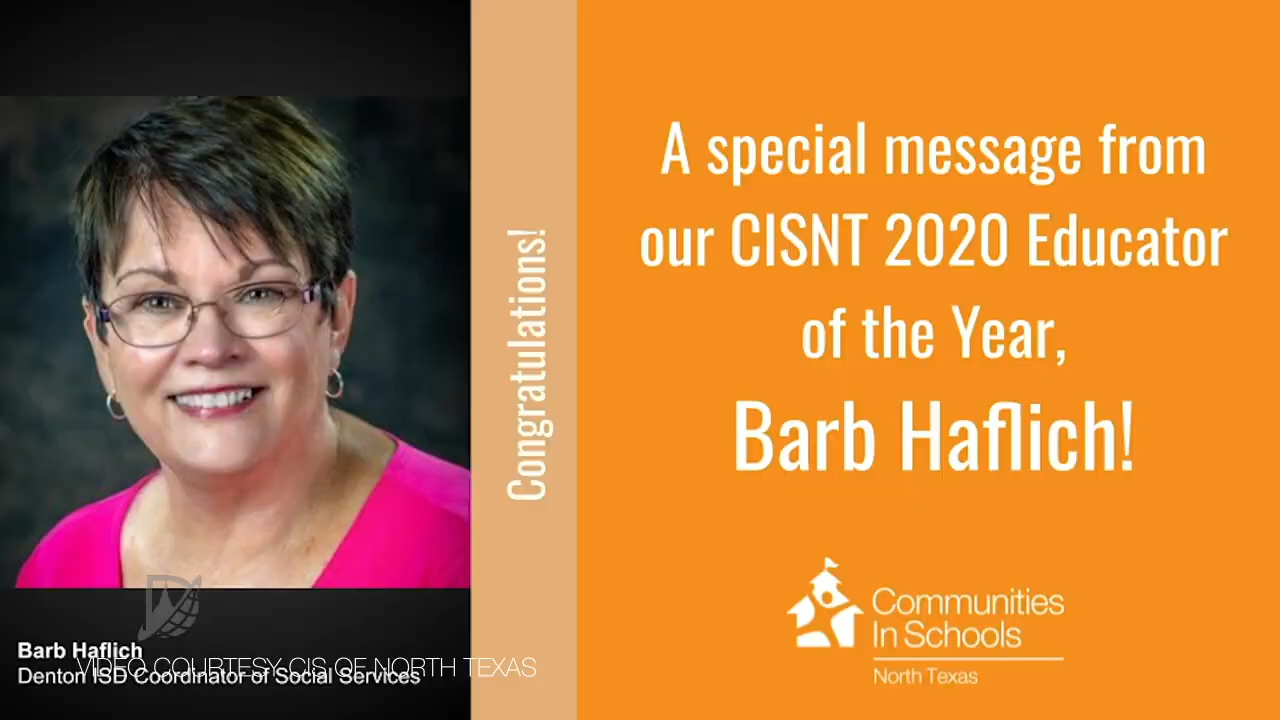 A special message from
our CISNT 2020 Educator
of the Year,
Barb Haflich!
Congratulations!
Communities
In Schools
North Texas
Barb Haflich
Denton ISD Coordinator of Social Services
VIDEO COURTESY CIS OF NORTH TEXAS